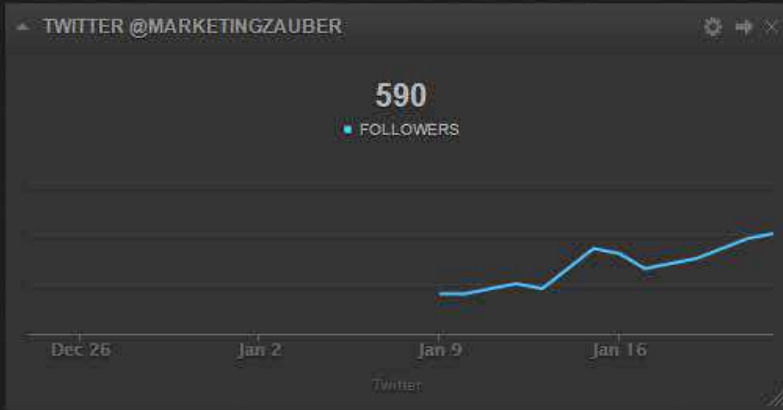 TWITTER @MARKETINGZAUBER
590
FOLLOWERS
Dec 26 Jan 2 Jan 9 Jan 16
Twitter